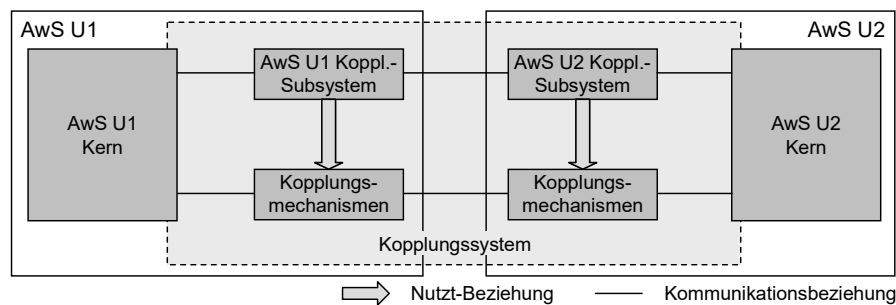 AwS U1
AwS U2
AwS U1 Koppl.-
Subsystem
AwS U2 Koppl.-
Subsystem
AwS U1
Kern
AwS U2
Kern
Kopplungs-
mechanismen
Kopplungs-
mechanismen
Kopplungssystem
Nutzt-Beziehung
Kommunikationsbeziehung